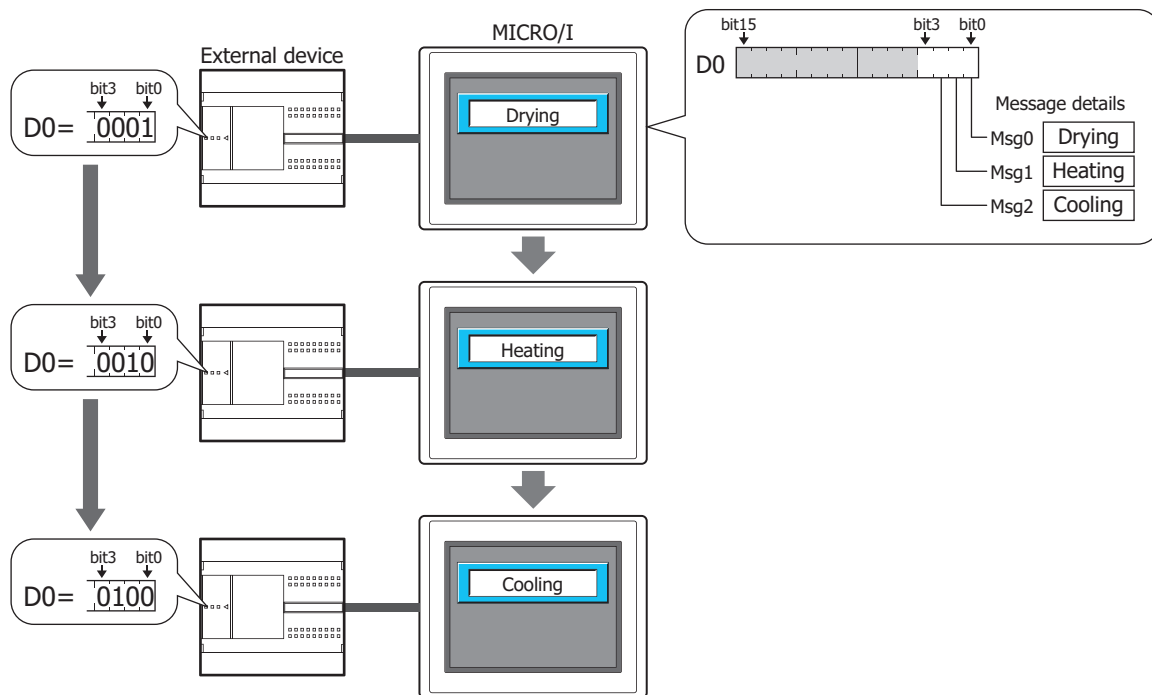 External device
MICRO/I
bit15
bit3
bit0
D0
Message details
Msg0 Drying
Msg1 Heating
Msg2 Cooling
bit3 bit0
D0= 0001
Drying
bit3 bit0
D0= 0010
Heating
bit3 bit0
D0= 0100
Cooling